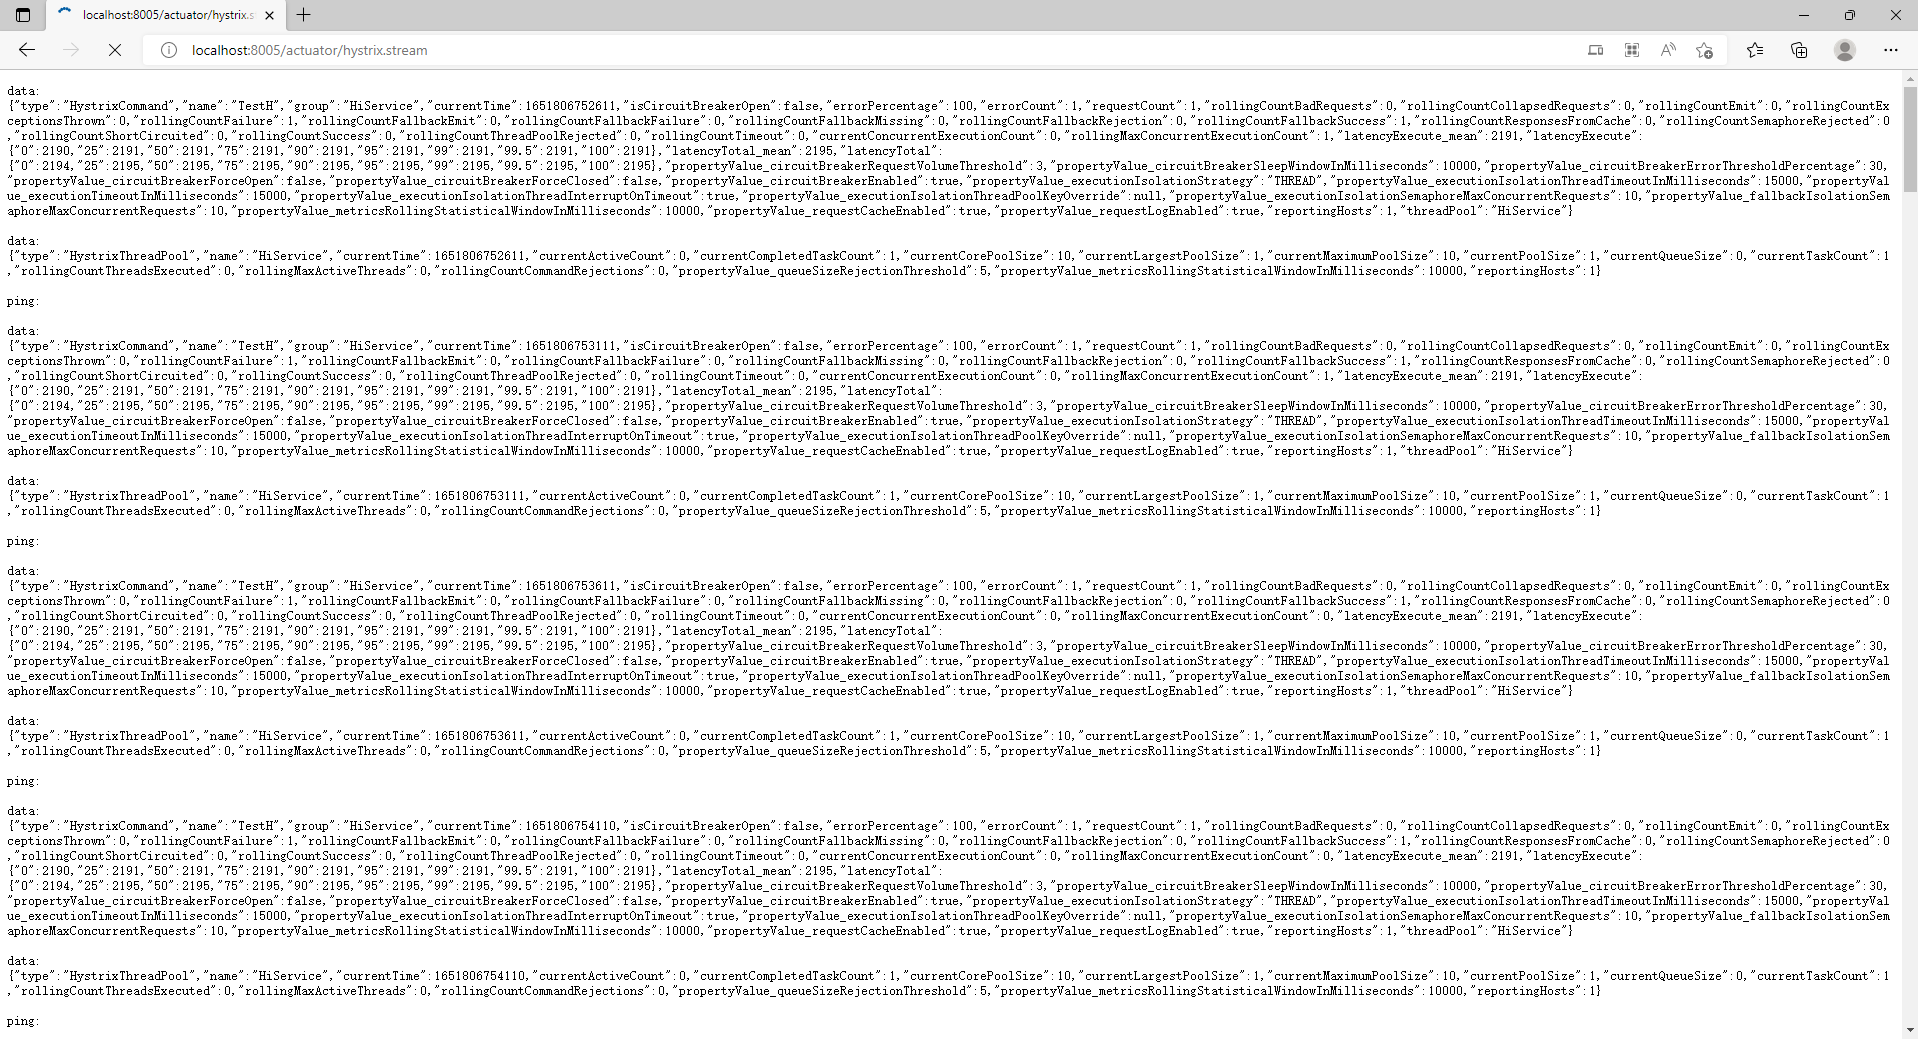 localhost:8005/actuator/hystrix.s
localhost:8005/actuator/hystrix.stream
data:
{"type":"HystrixCommand","name":"TestH","group":"HiService","currentTime":1651806752611,"isCircuitBreakerOpen":false,"errorPercentage":100,"errorCount":1,"requestCount":1,"rollingCountBadRequests":0,"rollingCountCollapsedRequests":0,"rollingCountEmit":0,"rollingCountEx
ceptionsThrown":0,"rollingCountFailure":1,"rollingCountFallbackEmit":0,"rollingCountFallbackFailure":0,"rollingCountFallbackMissing":0,"rollingCountFallbackRejection":0,"rollingCountFallbackSuccess":1,"rollingCountResponsesFromCache":0,"rollingCountSemaphoreRejected":0
,"rollingCountShortCircuited":0,"rollingCountSuccess":0,"rollingCountThreadPoolRejected":0,"rollingCountTimeout":0,"currentConcurrentExecutionCount":0,"rollingMaxConcurrentExecutionCount":1,"latencyExecute_mean":2191,"latencyExecute":
{"0":2190,"25":2191,"50":2191,"75":2191,"90":2191,"95":2191,"99":2191,"99.5":2191,"100":2191},"latencyTotal_mean":2195,"latencyTotal":
{"0":2194,"25":2195,"50":2195,"75":2195,"90":2195,"95":2195,"99":2195,"99.5":2195,"100":2195},"propertyValue_circuitBreakerRequestVolumeThreshold":3,"propertyValue_circuitBreakerSleepWindowInMilliseconds":10000,"propertyValue_circuitBreakerErrorThresholdPercentage":30,
"propertyValue_circuitBreakerForceOpen":false,"propertyValue_circuitBreakerForceClosed":false,"propertyValue_circuitBreakerEnabled":true,"propertyValue_executionIsolationStrategy":"THREAD","propertyValue_executionIsolationThreadTimeoutInMilliseconds":15000,"propertyVal
ue_executionTimeoutInMilliseconds":15000,"propertyValue_executionIsolationThreadInterruptOnTimeout":true,"propertyValue_executionIsolationThreadPoolKeyOverride":null,"propertyValue_executionIsolationSemaphoreMaxConcurrentRequests":10,"propertyValue_fallbackIsolationSem
aphoreMaxConcurrentRequests":10,"propertyValue_metricsRollingStatisticalWindowInMilliseconds":10000,"propertyValue_requestCacheEnabled":true,"propertyValue_requestLogEnabled":true,"reportingHosts":1,"threadPool":"HiService"}
data:
{"type":"HystrixThreadPool","name":"HiService","currentTime":1651806752611,"currentActiveCount":0,"currentCompletedTaskCount":1,"currentCorePoolSize":10,"currentLargestPoolSize":1,"currentMaximumPoolSize":10,"currentPoolSize":1,"currentQueueSize":0,"currentTaskCount":1
,"rollingCountThreadsExecuted":0,"rollingMaxActiveThreads":0,"rollingCountCommandRejections":0,"propertyValue_queueSizeRejectionThreshold":5,"propertyValue_metricsRollingStatisticalWindowInMilliseconds":10000,"reportingHosts":1}
ping:
data:
{"type":"HystrixCommand","name":"TestH","group":"HiService","currentTime":1651806753111,"isCircuitBreakerOpen":false,"errorPercentage":100,"errorCount":1,"requestCount":1,"rollingCountBadRequests":0,"rollingCountCollapsedRequests":0,"rollingCountEmit":0,"rollingCountEx
ceptionsThrown":0,"rollingCountFailure":1,"rollingCountFallbackEmit":0,"rollingCountFallbackFailure":0,"rollingCountFallbackMissing":0,"rollingCountFallbackRejection":0,"rollingCountFallbackSuccess":1,"rollingCountResponsesFromCache":0,"rollingCountSemaphoreRejected":0
,"rollingCountShortCircuited":0,"rollingCountSuccess":0,"rollingCountThreadPoolRejected":0,"rollingCountTimeout":0,"currentConcurrentExecutionCount":0,"rollingMaxConcurrentExecutionCount":1,"latencyExecute_mean":2191,"latencyExecute":
{"0":2190,"25":2191,"50":2191,"75":2191,"90":2191,"95":2191,"99":2191,"99.5":2191,"100":2191},"latencyTotal_mean":2195,"latencyTotal":
{"0":2194,"25":2195,"50":2195,"75":2195,"90":2195,"95":2195,"99":2195,"99.5":2195,"100":2195},"propertyValue_circuitBreakerRequestVolumeThreshold":3,"propertyValue_circuitBreakerSleepWindowInMilliseconds":10000,"propertyValue_circuitBreakerErrorThresholdPercentage":30,
"propertyValue_circuitBreakerForceOpen":false,"propertyValue_circuitBreakerForceClosed":false,"propertyValue_circuitBreakerEnabled":true,"propertyValue_executionIsolationStrategy":"THREAD","propertyValue_executionIsolationThreadTimeoutInMilliseconds":15000,"propertyVal
ue_executionTimeoutInMilliseconds":15000,"propertyValue_executionIsolationThreadInterruptOnTimeout":true,"propertyValue_executionIsolationThreadPoolKeyOverride":null,"propertyValue_executionIsolationSemaphoreMaxConcurrentRequests":10,"propertyValue_fallbackIsolationSem
aphoreMaxConcurrentRequests":10,"propertyValue_metricsRollingStatisticalWindowInMilliseconds":10000,"propertyValue_requestCacheEnabled":true,"propertyValue_requestLogEnabled":true,"reportingHosts":1,"threadPool":"HiService"}
data:
{"type":"HystrixThreadPool","name":"HiService","currentTime":1651806753111,"currentActiveCount":0,"currentCompletedTaskCount":1,"currentCorePoolSize":10,"currentLargestPoolSize":1,"currentMaximumPoolSize":10,"currentPoolSize":1,"currentQueueSize":0,"currentTaskCount":1
,"rollingCountThreadsExecuted":0,"rollingMaxActiveThreads":0,"rollingCountCommandRejections":0,"propertyValue_queueSizeRejectionThreshold":5,"propertyValue_metricsRollingStatisticalWindowInMilliseconds":10000,"reportingHosts":1}
ping:
data:
{"type":"HystrixCommand","name":"TestH","group":"HiService","currentTime":1651806753611,"isCircuitBreakerOpen":false,"errorPercentage":100,"errorCount":1,"requestCount":1,"rollingCountBadRequests":0,"rollingCountCollapsedRequests":0,"rollingCountEmit":0,"rollingCountEx
ceptionsThrown":0,"rollingCountFailure":1,"rollingCountFallbackEmit":0,"rollingCountFallbackFailure":0,"rollingCountFallbackMissing":0,"rollingCountFallbackRejection":0,"rollingCountFallbackSuccess":1,"rollingCountResponsesFromCache":0,"rollingCountSemaphoreRejected":0
,"rollingCountShortCircuited":0,"rollingCountSuccess":0,"rollingCountThreadPoolRejected":0,"rollingCountTimeout":0,"currentConcurrentExecutionCount":0,"rollingMaxConcurrentExecutionCount":0,"latencyExecute_mean":2191,"latencyExecute":
{"0":2190,"25":2191,"50":2191,"75":2191,"90":2191,"95":2191,"99":2191,"99.5":2191,"100":2191},"latencyTotal_mean":2195,"latencyTotal":
{"0":2194,"25":2195,"50":2195,"75":2195,"90":2195,"95":2195,"99":2195,"99.5":2195,"100":2195},"propertyValue_circuitBreakerRequestVolumeThreshold":3,"propertyValue_circuitBreakerSleepWindowInMilliseconds":10000,"propertyValue_circuitBreakerErrorThresholdPercentage":30,
"propertyValue_circuitBreakerForceOpen":false,"propertyValue_circuitBreakerForceClosed":false,"propertyValue_circuitBreakerEnabled":true,"propertyValue_executionIsolationStrategy":"THREAD","propertyValue_executionIsolationThreadTimeoutInMilliseconds":15000,"propertyVal
ue_executionTimeoutInMilliseconds":15000,"propertyValue_executionIsolationThreadInterruptOnTimeout":true,"propertyValue_executionIsolationThreadPoolKeyOverride":null,"propertyValue_executionIsolationSemaphoreMaxConcurrentRequests":10,"propertyValue_fallbackIsolationSem
aphoreMaxConcurrentRequests":10,"propertyValue_metricsRollingStatisticalWindowInMilliseconds":10000,"propertyValue_requestCacheEnabled":true,"propertyValue_requestLogEnabled":true,"reportingHosts":1,"threadPool":"HiService"}
data:
{"type":"HystrixThreadPool","name":"HiService","currentTime":1651806753611,"currentActiveCount":0,"currentCompletedTaskCount":1,"currentCorePoolSize":10,"currentLargestPoolSize":1,"currentMaximumPoolSize":10,"currentPoolSize":1,"currentQueueSize":0,"currentTaskCount":1
,"rollingCountThreadsExecuted":0,"rollingMaxActiveThreads":0,"rollingCountCommandRejections":0,"propertyValue_queueSizeRejectionThreshold":5,"propertyValue_metricsRollingStatisticalWindowInMilliseconds":10000,"reportingHosts":1}
ping:
data:
{"type":"HystrixCommand","name":"TestH","group":"HiService","currentTime":1651806754110,"isCircuitBreakerOpen":false,"errorPercentage":100,"errorCount":1,"requestCount":1,"rollingCountBadRequests":0,"rollingCountCollapsedRequests":0,"rollingCountEmit":0,"rollingCountEx
ceptionsThrown":0,"rollingCountFailure":1,"rollingCountFallbackEmit":0,"rollingCountFallbackFailure":0,"rollingCountFallbackMissing":0,"rollingCountFallbackRejection":0,"rollingCountFallbackSuccess":1,"rollingCountResponsesFromCache":0,"rollingCountSemaphoreRejected":0
,"rollingCountShortCircuited":0,"rollingCountSuccess":0,"rollingCountThreadPoolRejected":0,"rollingCountTimeout":0,"currentConcurrentExecutionCount":0,"rollingMaxConcurrentExecutionCount":0,"latencyExecute_mean":2191,"latencyExecute":
{"0":2190,"25":2191,"50":2191,"75":2191,"90":2191,"95":2191,"99":2191,"99.5":2191,"100":2191},"latencyTotal_mean":2195,"latencyTotal":
{"0":2194,"25":2195,"50":2195,"75":2195,"90":2195,"95":2195,"99":2195,"99.5":2195,"100":2195},"propertyValue_circuitBreakerRequestVolumeThreshold":3,"propertyValue_circuitBreakerSleepWindowInMilliseconds":10000,"propertyValue_circuitBreakerErrorThresholdPercentage":30,
"propertyValue_circuitBreakerForceOpen":false,"propertyValue_circuitBreakerForceClosed":false,"propertyValue_circuitBreakerEnabled":true,"propertyValue_executionIsolationStrategy":"THREAD","propertyValue_executionIsolationThreadTimeoutInMilliseconds":15000,"propertyVal
ue_executionTimeoutInMilliseconds":15000,"propertyValue_executionIsolationThreadInterruptOnTimeout":true,"propertyValue_executionIsolationThreadPoolKeyOverride":null,"propertyValue_executionIsolationSemaphoreMaxConcurrentRequests":10,"propertyValue_fallbackIsolationSem
aphoreMaxConcurrentRequests":10,"propertyValue_metricsRollingStatisticalWindowInMilliseconds":10000,"propertyValue_requestCacheEnabled":true,"propertyValue_requestLogEnabled":true,"reportingHosts":1,"threadPool":"HiService"}
data:
{"type":"HystrixThreadPool","name":"HiService","currentTime":1651806754110,"currentActiveCount":0,"currentCompletedTaskCount":1,"currentCorePoolSize":10,"currentLargestPoolSize":1,"currentMaximumPoolSize":10,"currentPoolSize":1,"currentQueueSize":0,"currentTaskCount":1
,"rollingCountThreadsExecuted":0,"rollingMaxActiveThreads":0,"rollingCountCommandRejections":0,"propertyValue_queueSizeRejectionThreshold":5,"propertyValue_metricsRollingStatisticalWindowInMilliseconds":10000,"reportingHosts":1}
ping: